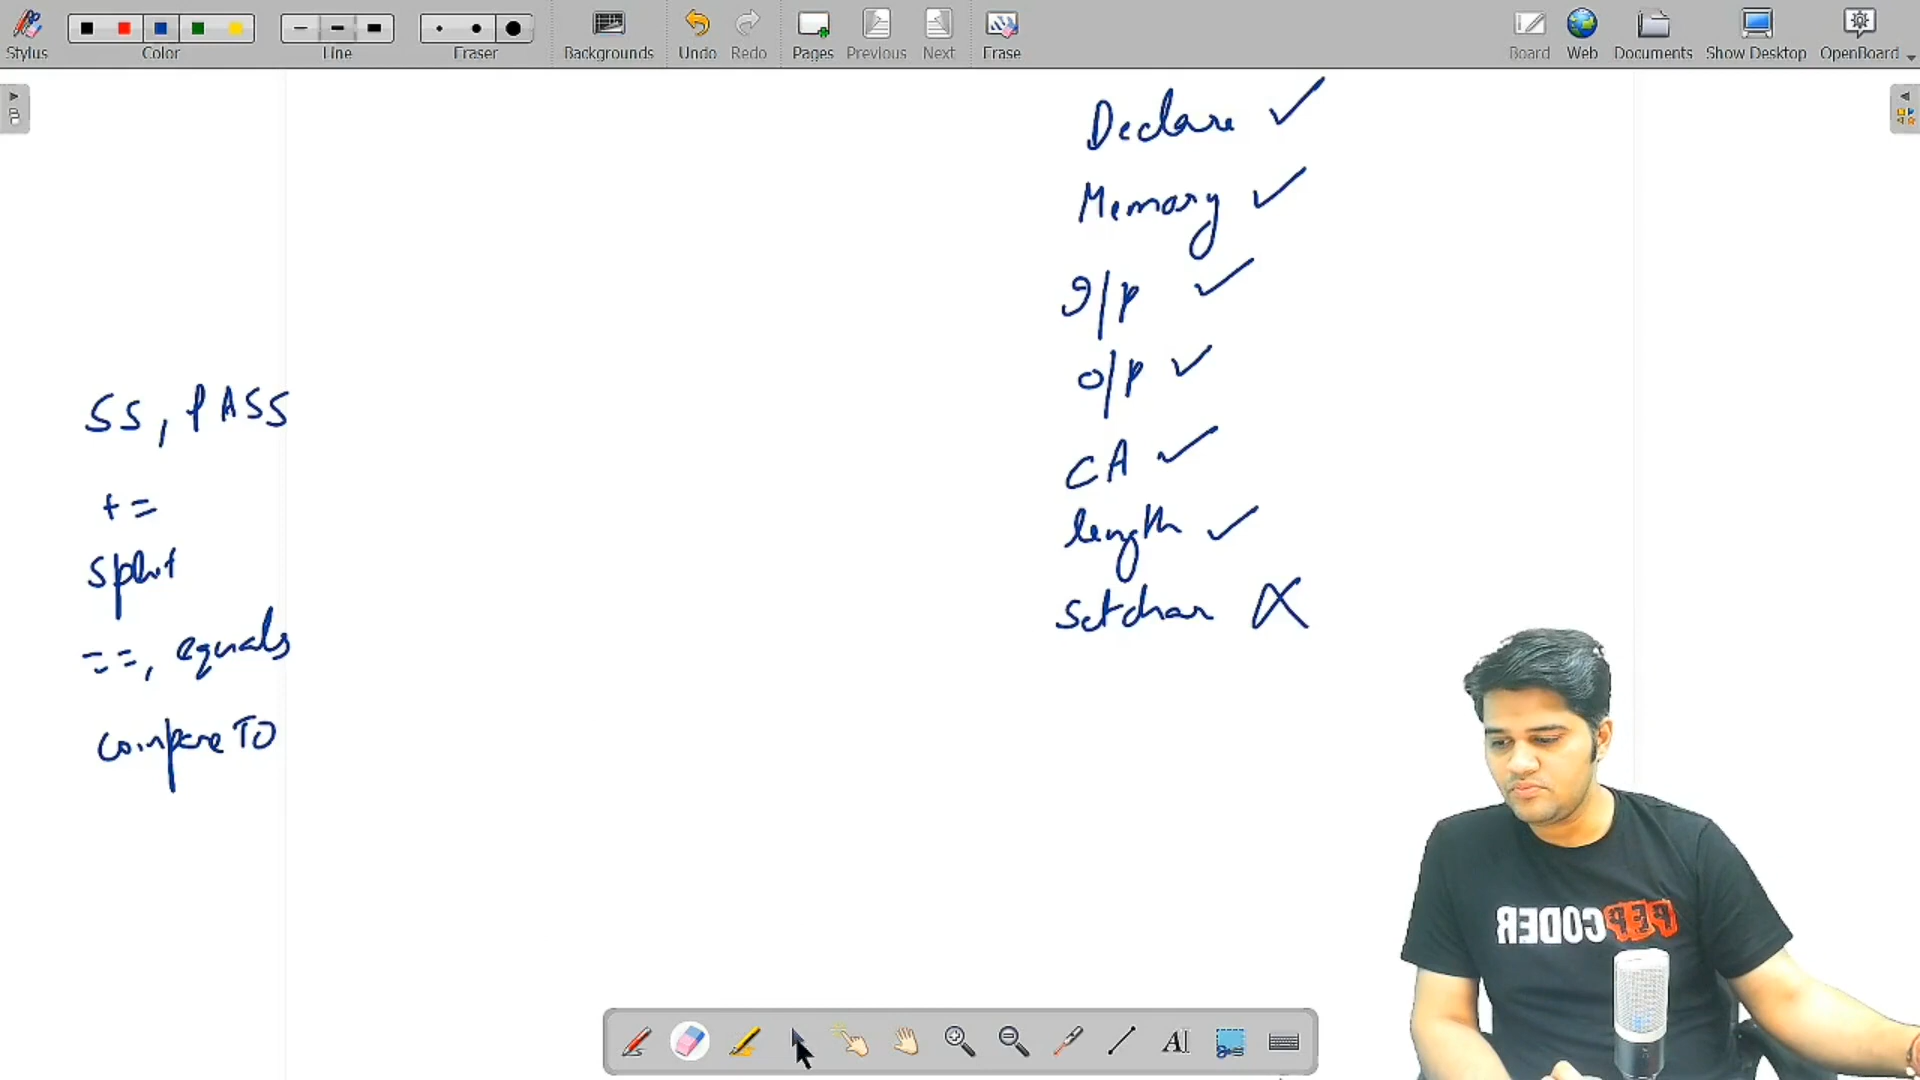 Stylus
Color
Line
Eraser
Backgrounds
Undo
Redo
Pages
Previous
Next
Erase
Board
Web
Documents
Show Desktop
OpenBoard
Declare ✓
Memory ✓
I/P ✓
O/P ✓
CA ✓
length ✓
setchar X
SS, PASS
+=
split
==, equals
compareTO
PEPCODER
AI